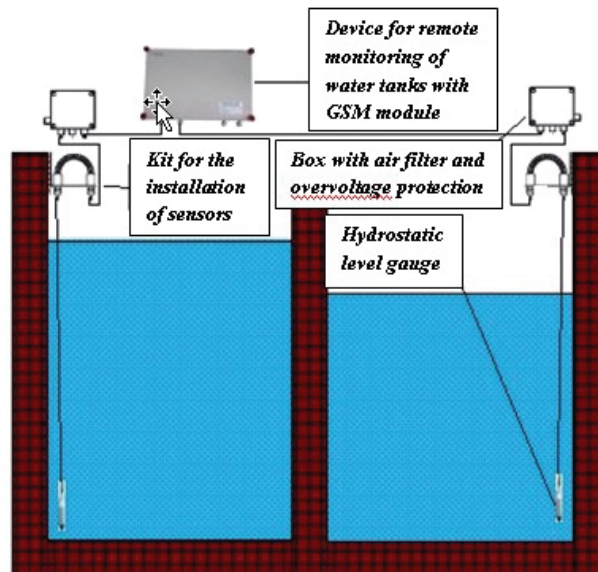 Device for remote
monitoring of
water tanks with
GSM module
Kit for the
installation
of sensors
Box with air filter and
overvoltage protection
Hydrostatic
level gauge